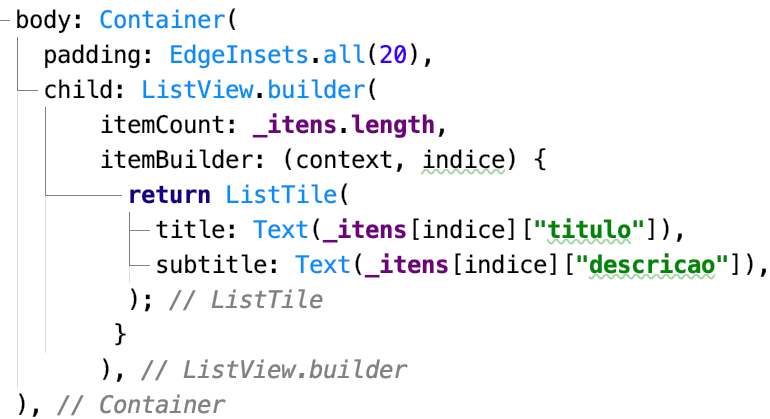 body: Container(
padding: EdgeInsets.all(20),
child: ListView.builder(
itemCount: _itens.length,
itemBuilder: (context, indice) {
return ListTile(
title: Text(_itens[indice]["titulo"]),
subtitle: Text(_itens[indice]["descricao"]),
); // ListTile
}
), // ListView.builder
), // Container